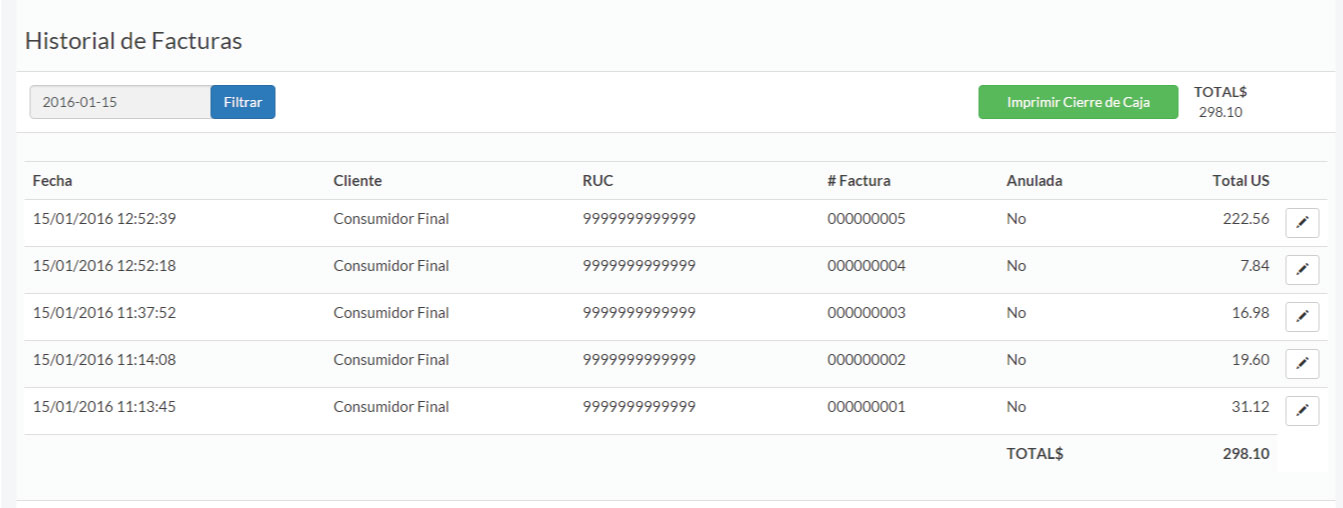 Historial de Facturas
2016-01-15 Filtrar Imprimir Cierre de Caja TOTAL$
298.10
Fecha Cliente RUC # Factura Anulada Total US
15/01/2016 12:52:39 Consumidor Final 9999999999999 000000005 No 222.56
15/01/2016 12:52:18 Consumidor Final 9999999999999 000000004 No 7.84
15/01/2016 11:37:52 Consumidor Final 9999999999999 000000003 No 16.98
15/01/2016 11:14:08 Consumidor Final 9999999999999 000000002 No 19.60
15/01/2016 11:13:45 Consumidor Final 9999999999999 000000001 No 31.12
TOTAL$ 298.10